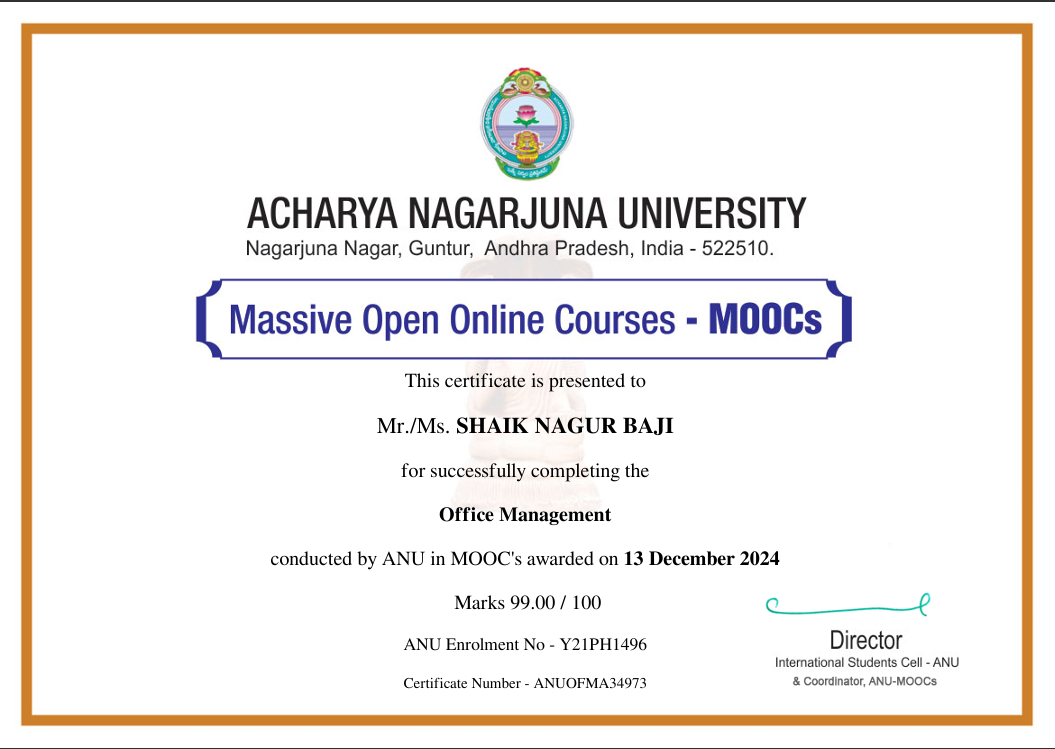 ACHARYA NAGARJUNA UNIVERSITY
Nagarjuna Nagar, Guntur, Andhra Pradesh, India - 522510.
Massive Open Online Courses - MOOCs
This certificate is presented to
Mr./Ms. SHAIK NAGUR BAJI
for successfully completing the
Office Management
conducted by ANU in MOOC's awarded on 13 December 2024
Marks 99.00 / 100
ANU Enrolment No - Y21PH1496
Certificate Number - ANUOFMA34973
Director
International Students Cell - ANU
& Coordinator, ANU-MOOCs